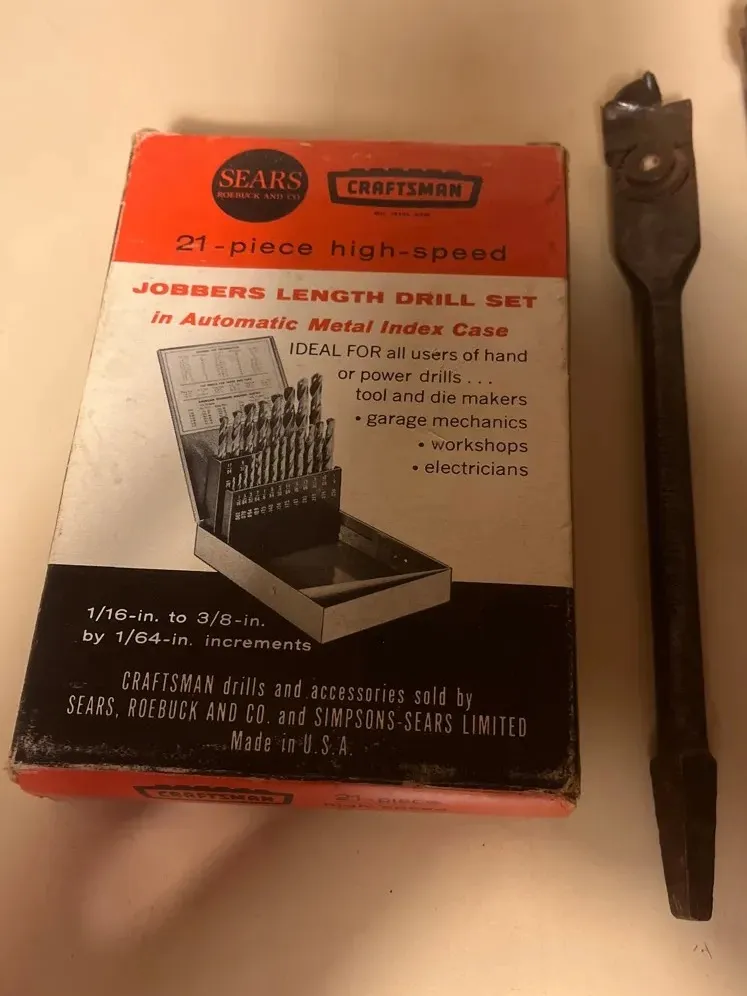 SEARS
ROEBUCK AND CO
CRAFTSMAN
21-piece high-speed
JOBBERS LENGTH DRILL SET
in Automatic Metal Index Case
IDEAL FOR all users of hand
or power drills...
tool and die makers
• garage mechanics
• workshops
• electricians
1/16-in. to 3/8-in.
by 1/64-in. increments
CRAFTSMAN drills and accessories sold by
SEARS, ROEBUCK AND CO. and SIMPSONS-SEARS LIMITED
Made in U.S.A.
CRAFTSMAN
21-piece
high-speed